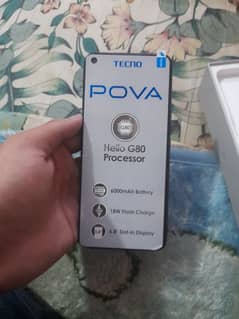 TECNO
POVA
G80
Helio G80
Processor
6000mAh Battery
18W Flash Charge
6.8" Dot-in Display